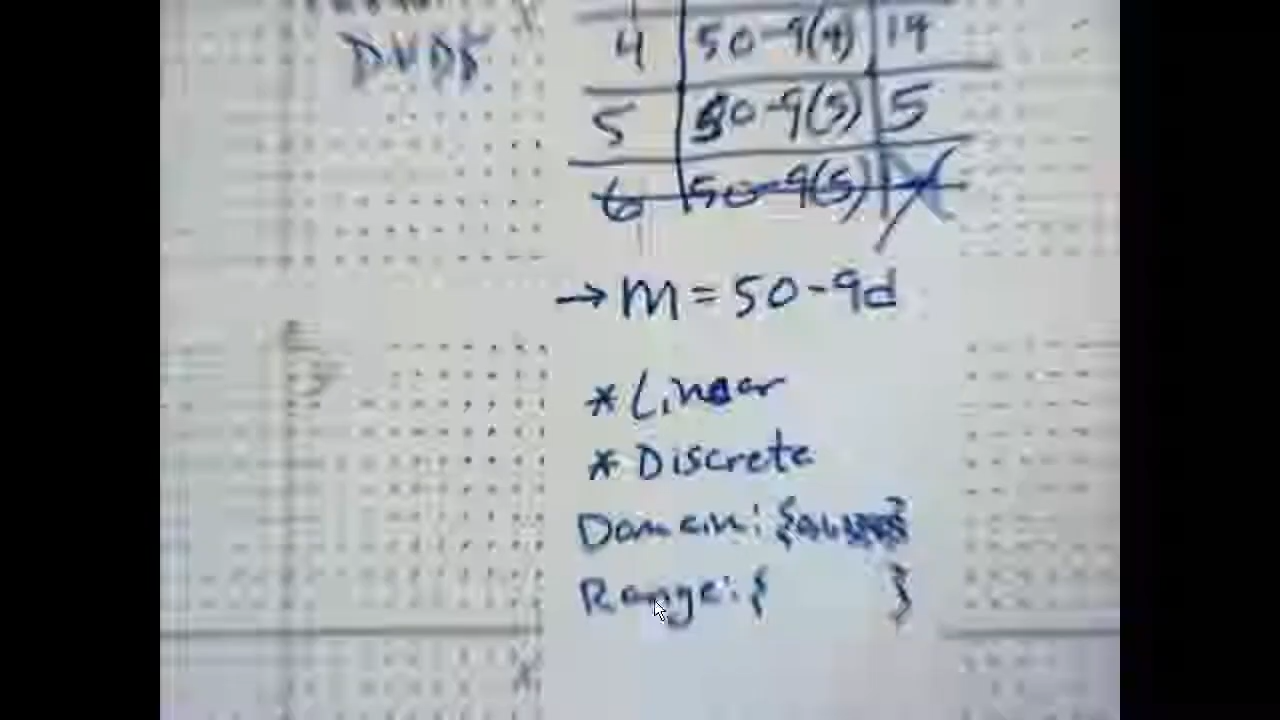 DVDs
4 50-9(4) 14
5 50-9(5) 5
6 50-9(5)
→ m = 50-9d
* Linear
* Discrete
Domain: { }
Range: { }